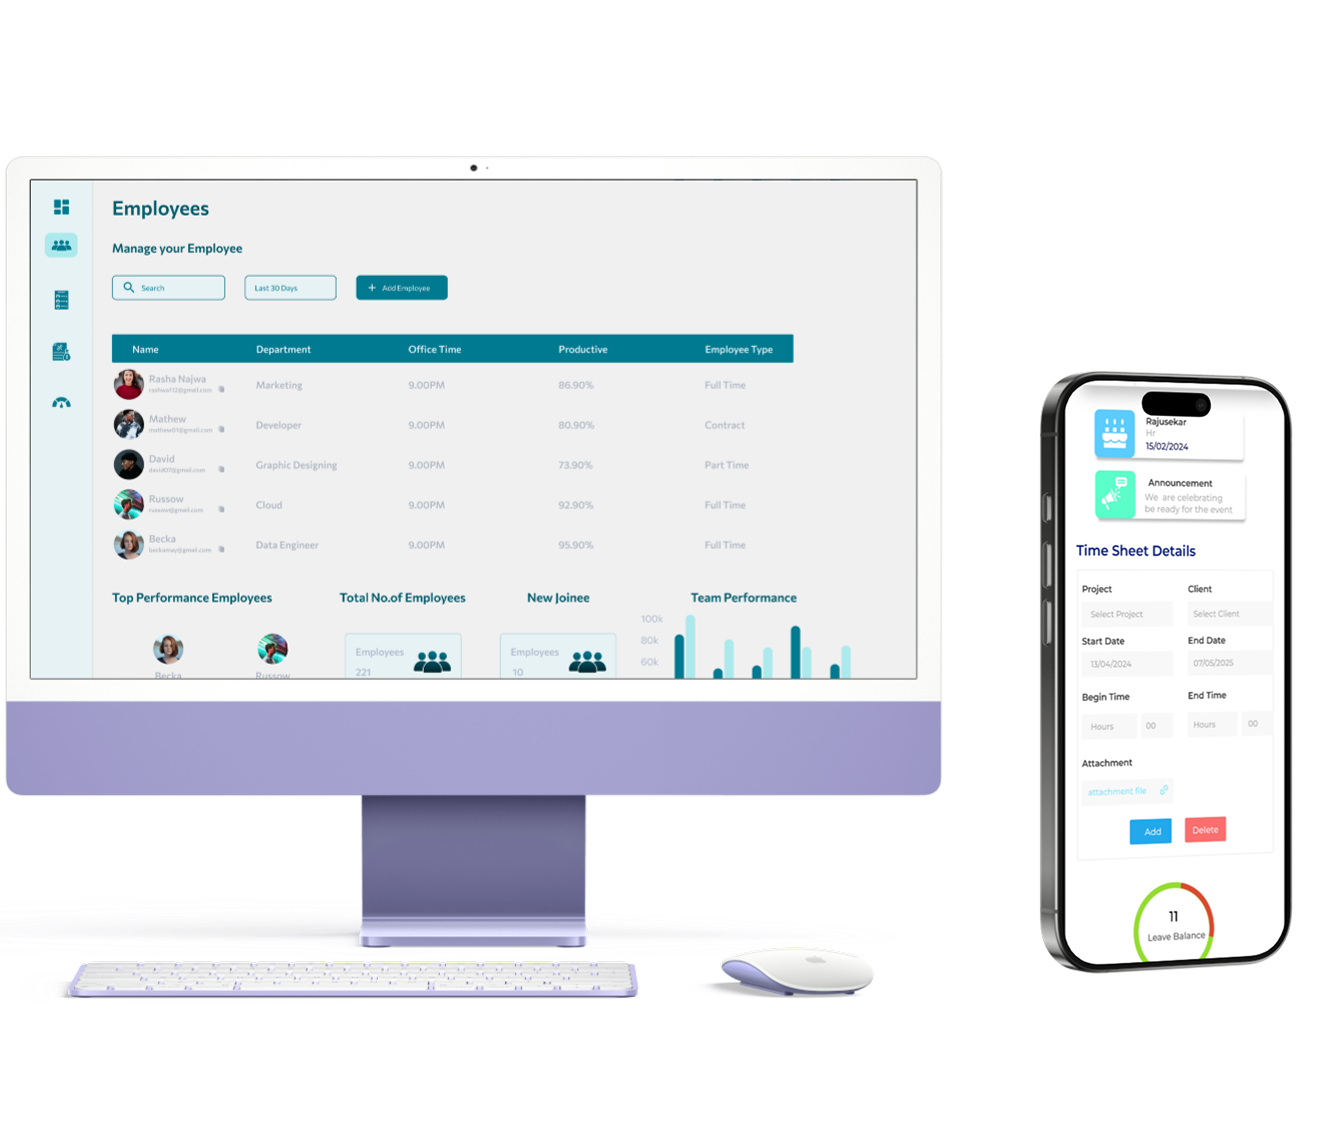 Employees
Manage your Employee
Search
Last 30 Days
+ Add Employee
Name Department Office Time Productive Employee Type
Rasha Najwa
Marketing 9.00PM 86.90% Full Time
Mathew
Developer 9.00PM 80.90% Contract
David
Graphic Designing 9.00PM 73.90% Part Time
Russow
russow@gmail.com
Cloud 9.00PM 92.90% Full Time
Becka
Data Engineer 9.00PM 95.90% Full Time
Top Performance Employees
Total No.of Employees
New Joinee
Team Performance
Becka
Russow
Employees
221
Employees
10
100k
80k
60k
Rajusekar
Hr
15/02/2024
Announcement
We are celebrating
be ready for the event
Time Sheet Details
Project Client
Select Project Select Client
Start Date End Date
13/04/2024 07/05/2025
Begin Time End Time
Hours 00 Hours 00
Attachment
attachment file
Add Delete
11
Leave Balance